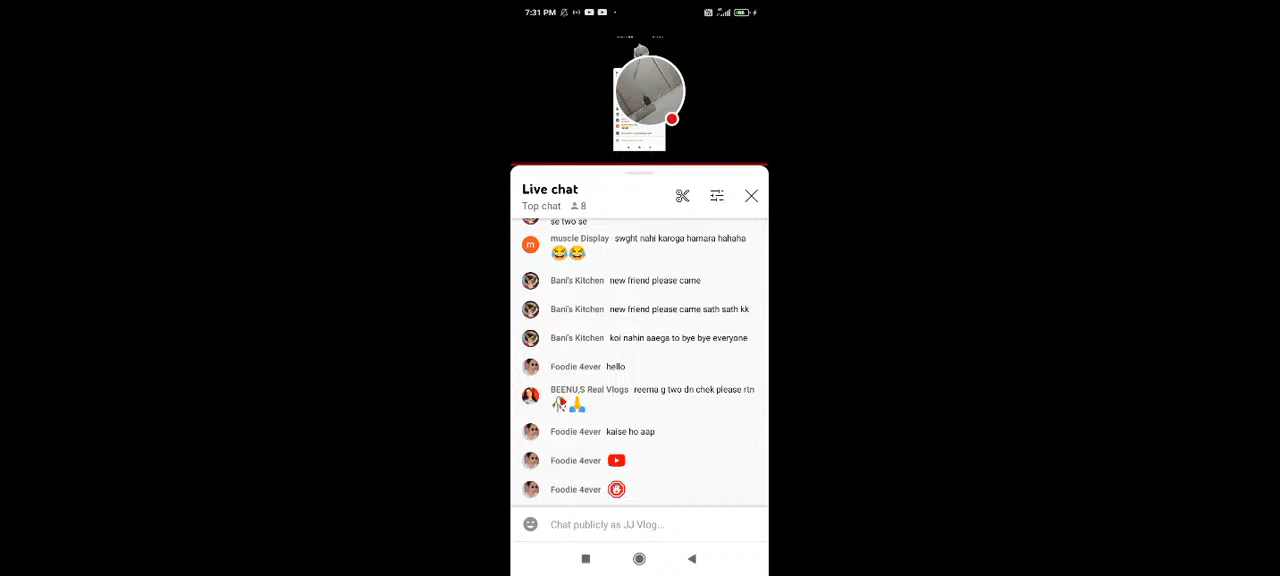 7:31 PM
Live chat
Top chat 8
se two se
muscle Display swght nahi karoga hamara hahaha
😂😂
Bani's Kitchen new friend please came
Bani's Kitchen new friend please came sath sath kk
Bani's Kitchen koi nahin aaega to bye bye everyone
Foodie 4ever hello
BEENU,S Real Vlogs reema g two dn chek please rtn
🥀🙏
Foodie 4ever kaise ho aap
Foodie 4ever
Foodie 4ever
Chat publicly as JJ Vlog...